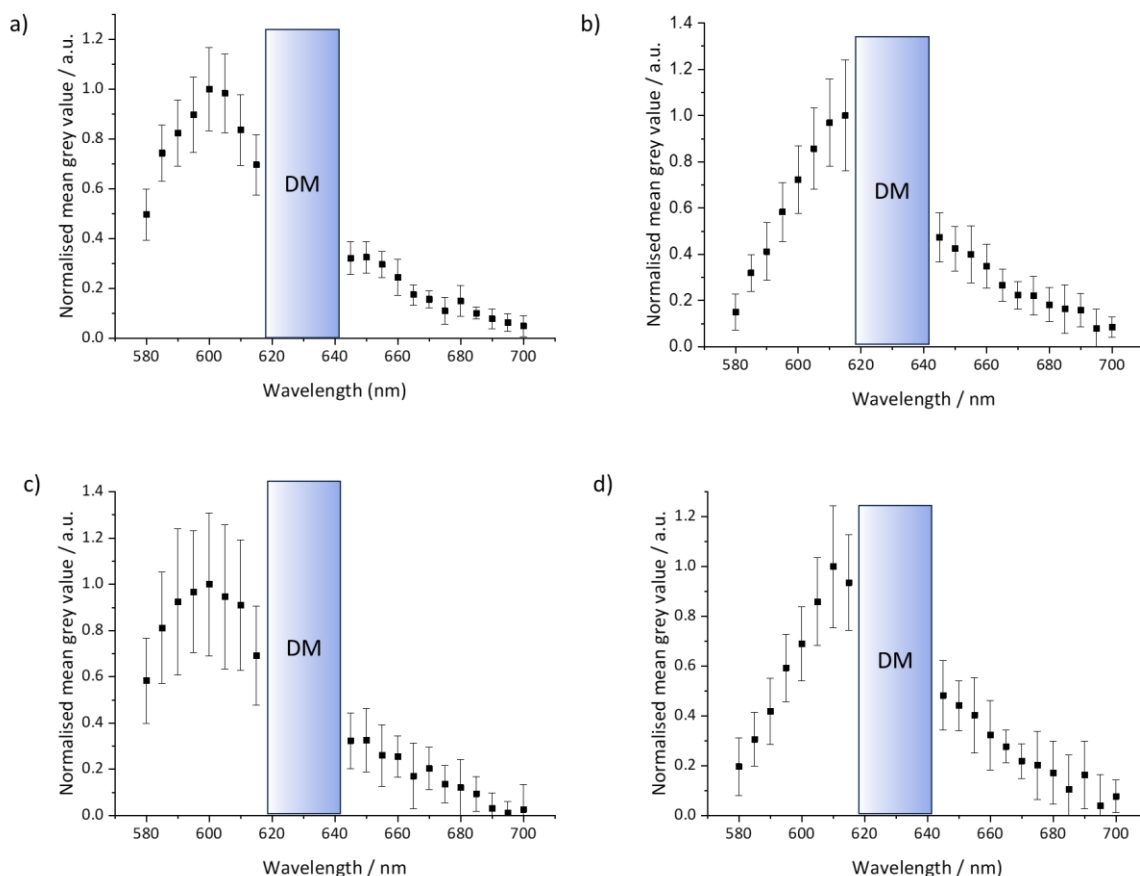 a)
Normalised mean grey value / a.u.
1.2
1.0
0.8
0.6
0.4
0.2
0.0
DM
580 600 620 640 660 680 700
Wavelength (nm)
b)
Normalised mean grey value / a.u.
1.4
1.2
1.0
0.8
0.6
0.4
0.2
0.0
DM
580 600 620 640 660 680 700
Wavelength / nm
c)
Normalised mean grey value / a.u.
1.4
1.2
1.0
0.8
0.6
0.4
0.2
0.0
DM
580 600 620 640 660 680 700
Wavelength / nm
d)
Normalised mean grey value / a.u.
1.2
1.0
0.8
0.6
0.4
0.2
0.0
DM
580 600 620 640 660 680 700
Wavelength / nm)